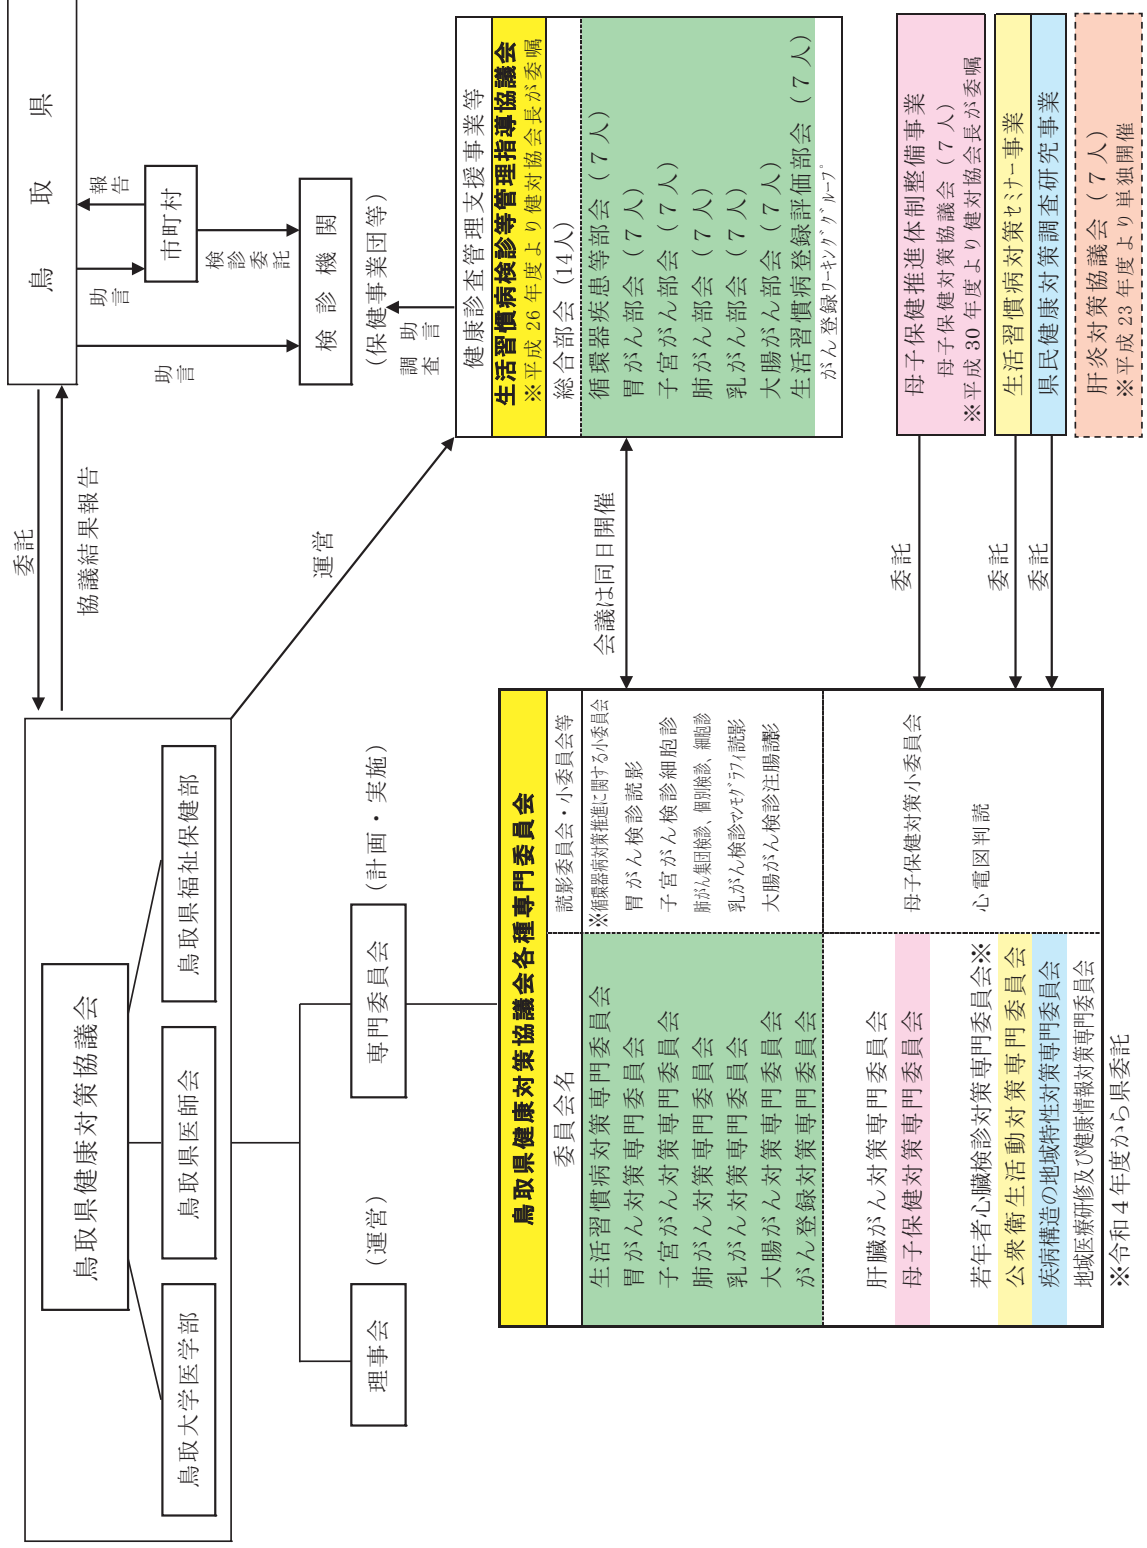 鳥取県健康対策協議会
鳥取大学医学部
鳥取県医師会
鳥取県福祉保健部
理事会
(運営)
専門委員会
(計画・実施)
委託
協議結果報告
運営
鳥取県
助言
報告
市町村
助言
検診委託
検診機関
(保健事業団等)
助言
調査
鳥取県健康対策協議会各種専門委員会
委員会名
読影委員会・小委員会等
生活習慣病対策専門委員会
※循環器病対策推進に関する小委員会
胃がん対策専門委員会
胃がん検診読影
子宮がん対策専門委員会
子宮がん検診細胞診
肺がん対策専門委員会
肺がん集団検診、個別検診、細胞診
乳がん対策専門委員会
乳がん検診マンモグラフィ読影
大腸がん対策専門委員会
大腸がん検診注腸読影
がん登録対策専門委員会
肝臓がん対策専門委員会
母子保健対策専門委員会
母子保健対策小委員会
若年者心臓検診対策専門委員会※
心電図判読
公衆衛生活動対策専門委員会
疾病構造の地域特性対策専門委員会
地域医療研修及び健康情報対策専門委員会
※令和4年度から県委託
会議は同日開催
委託
委託
委託
健康診査管理支援事業等
生活習慣病検診等管理指導協議会
※平成 26 年度より健対協会長が委嘱
総合部会 (14人)
循環器疾患等部会 (7人)
胃がん部会 (7人)
子宮がん部会 (7人)
肺がん部会 (7人)
乳がん部会 (7人)
大腸がん部会 (7人)
生活習慣病登録評価部会 (7人)
がん登録ワーキンググループ
母子保健推進体制整備事業
母子保健対策協議会 (7人)
※平成 30 年度より健対協会長が委嘱
生活習慣病対策セミナー事業
県民健康対策調査研究事業
肝炎対策協議会 (7人)
※平成 23 年度より単独開催